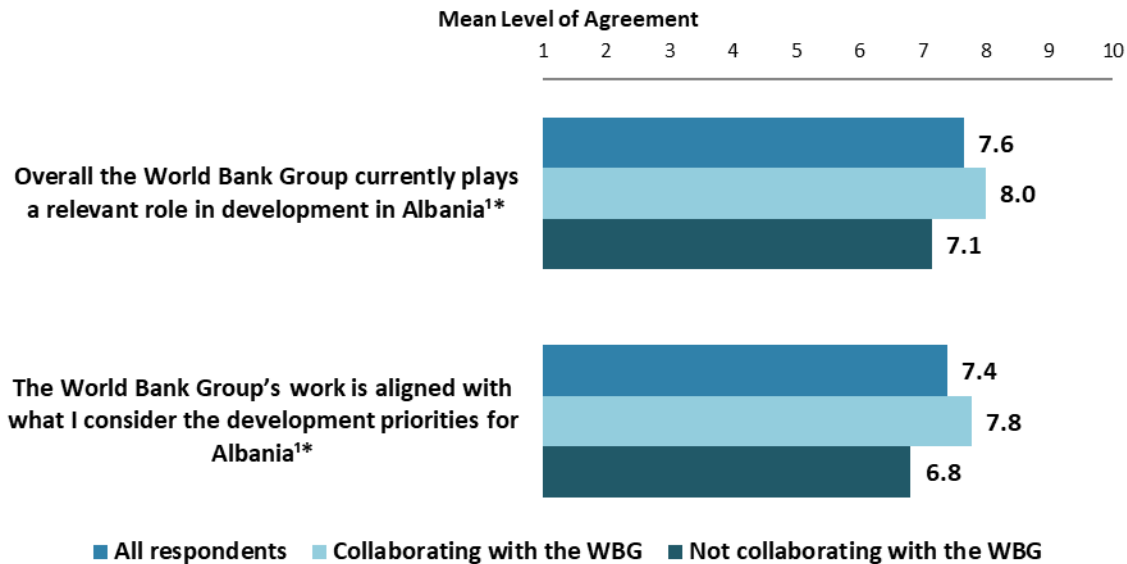 Mean Level of Agreement
1 2 3 4 5 6 7 8 9 10
Overall the World Bank Group currently plays
a relevant role in development in Albania¹*
7.6
8.0
7.1
The World Bank Group’s work is aligned with
what I consider the development priorities for
Albania¹*
7.4
7.8
6.8
All respondents Collaborating with the WBG Not collaborating with the WBG